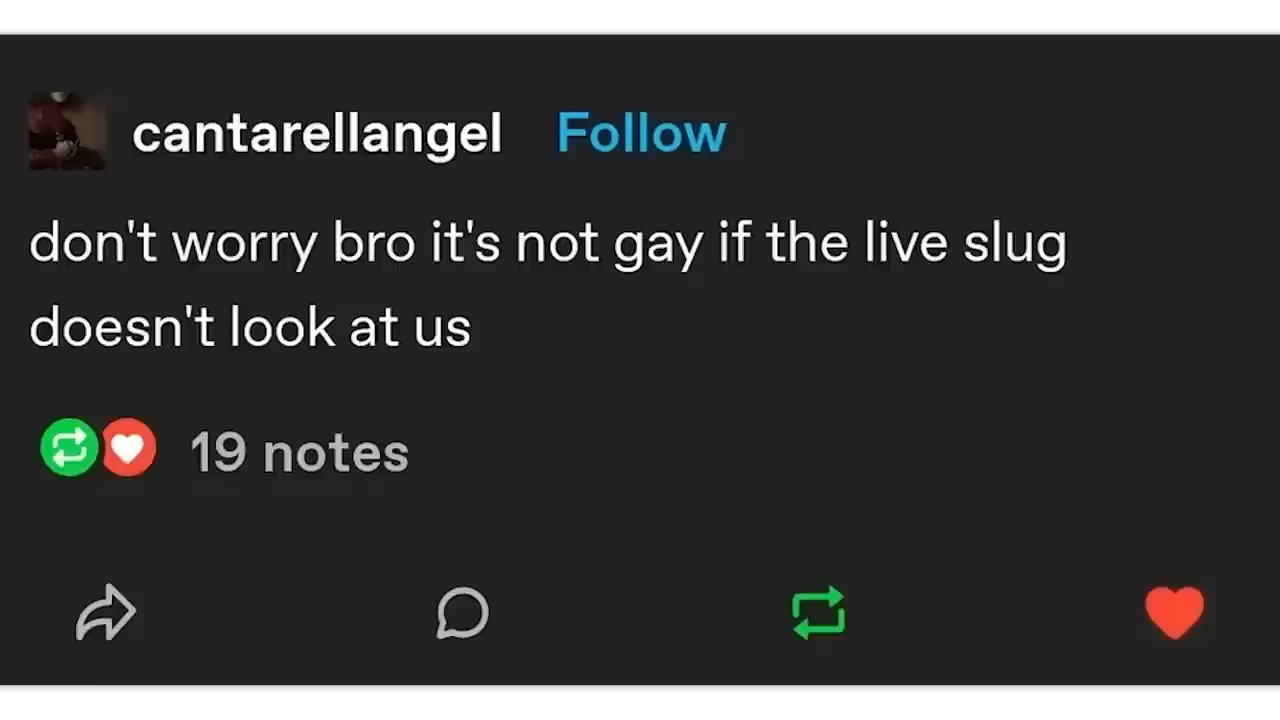 cantarellangel Follow
don't worry bro it's not gay if the live slug
doesn't look at us
19 notes